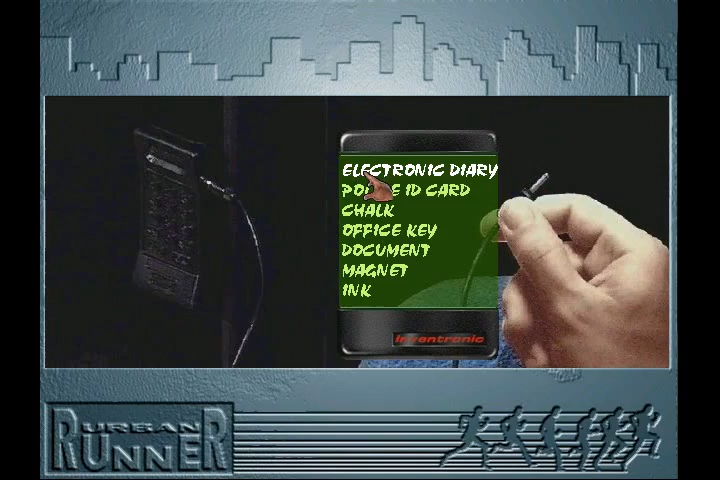 ELECTRONIC DIARY
ID CARD
CHALK
OFFICE KEY
DOCUMENT
MAGNET
INK
Inventronic
URBAN
RUNNER